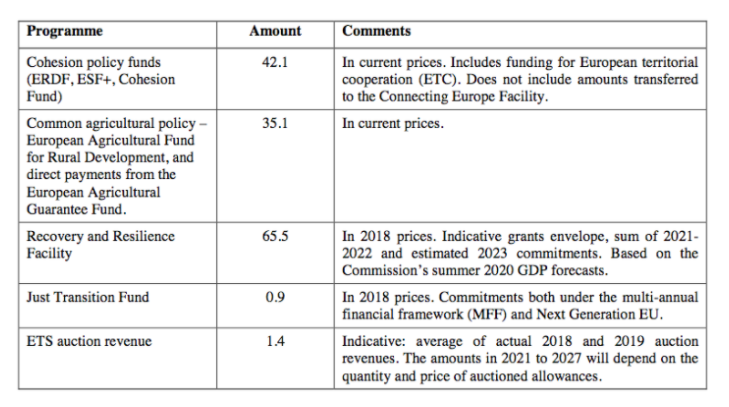 Programme Amount Comments
Cohesion policy funds 42.1 In current prices. Includes funding for European territorial
(ERDF, ESF+, Cohesion cooperation (ETC). Does not include amounts transferred
Fund) to the Connecting Europe Facility.
Common agricultural policy – 35.1 In current prices.
European Agricultural Fund
for Rural Development, and
direct payments from the
European Agricultural
Guarantee Fund.
Recovery and Resilience 65.5 In 2018 prices. Indicative grants envelope, sum of 2021-
Facility 2022 and estimated 2023 commitments. Based on the
Commission’s summer 2020 GDP forecasts.
Just Transition Fund 0.9 In 2018 prices. Commitments both under the multi-annual
financial framework (MFF) and Next Generation EU.
ETS auction revenue 1.4 Indicative: average of actual 2018 and 2019 auction
revenues. The amounts in 2021 to 2027 will depend on the
quantity and price of auctioned allowances.